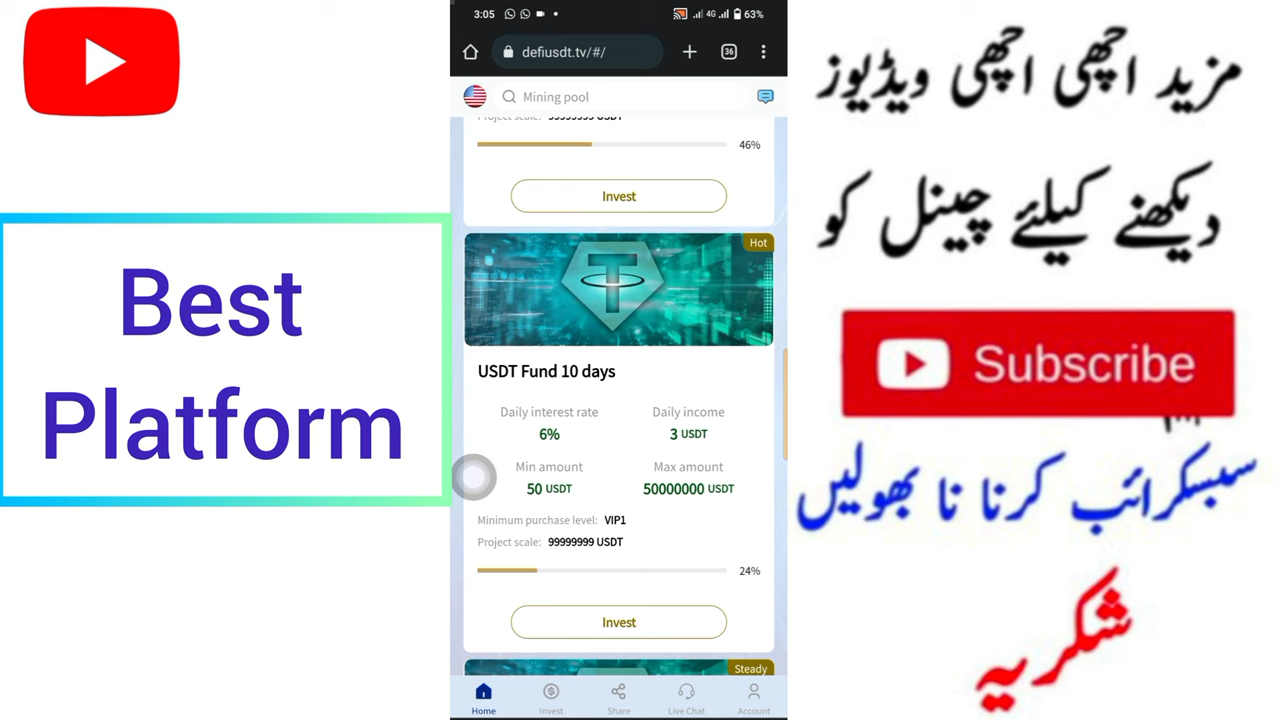 Best
Platform
3:05
4G
63%
defiusdt.tv/#/
36
Mining pool
46%
Invest
Hot
USDT Fund 10 days
Daily interest rate
Daily income
6%
3 USDT
Min amount
Max amount
50 USDT
50000000 USDT
Minimum purchase level: VIP1
Project scale: 99999999 USDT
24%
Invest
Steady
Home
Invest
Share
Live Chat
Account
مزید اچھی اچھی ویڈیوز
دیکھنے کیلئے چینل کو
Subscribe
سبسکرائب کرنا نا بھولیں
شکریہ